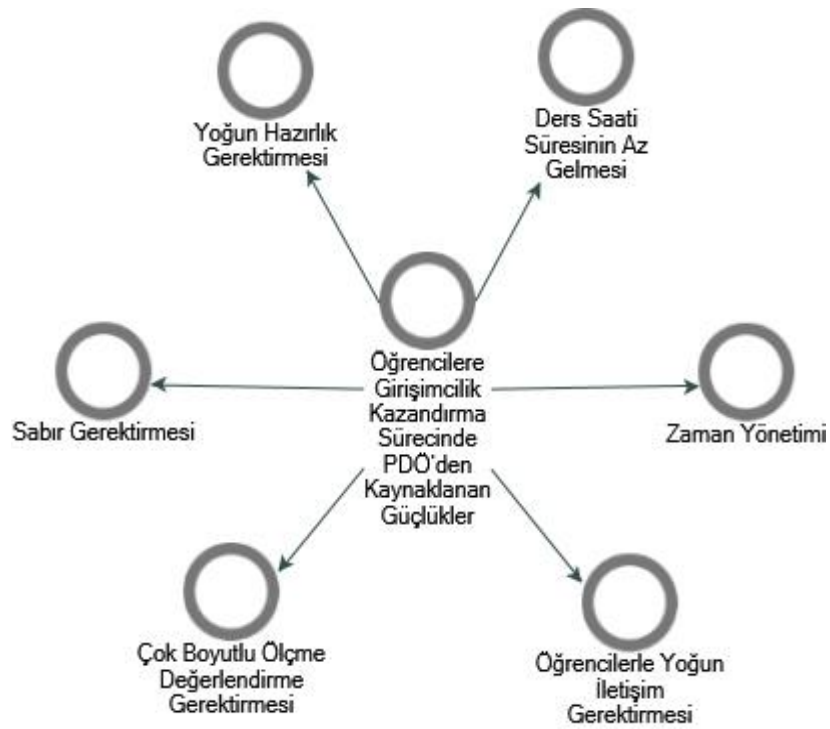 Yoğun Hazırlık
Gerektirmesi
Ders Saati
Süresinin Az
Gelmesi
Öğrencilere
Girişimcilik
Kazandırma
Sürecinde
PDÖ'den
Kaynaklanan
Güçlükler
Sabır Gerektirmesi
Zaman Yönetimi
Çok Boyutlu Ölçme
Değerlendirme
Gerektirmesi
Öğrencilerle Yoğun
İletişim
Gerektirmesi